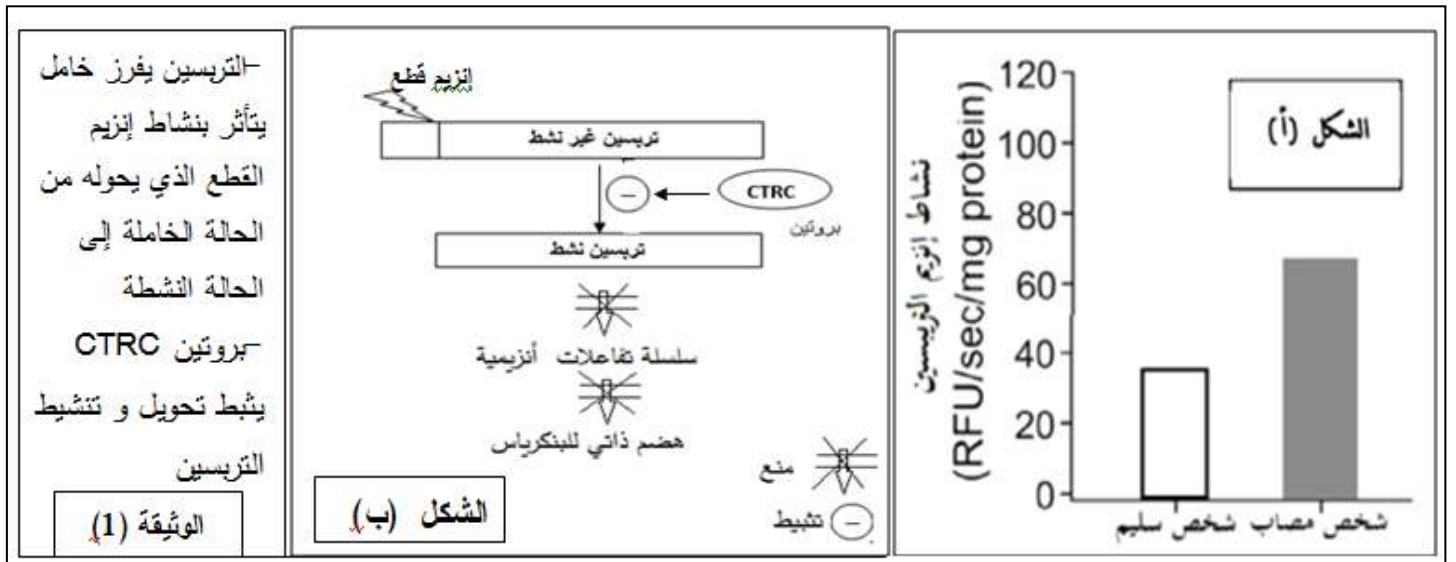 الشكل (أ)
نشاط إنزيم التريبسين
(RFU/sec/mg protein)
120
100
80
60
40
20
0
شخص سليم
شخص مصاب
إنزيم قطع
تربسين غير نشط
CTRC
بروتين
–
تربسين نشط
سلسلة تفاعلات أنزيمية
هضم ذاتي للبنكرياس
منع
– تثبيط
الشكل (ب)
–التربسين يفرز خامل
يتأثر بنشاط إنزيم
القطع الذي يحوله من
الحالة الخاملة إلى
الحالة النشطة
–بروتين CTRC
يثبط تحويل و تنشيط
التربسين
الوثيقة (1)